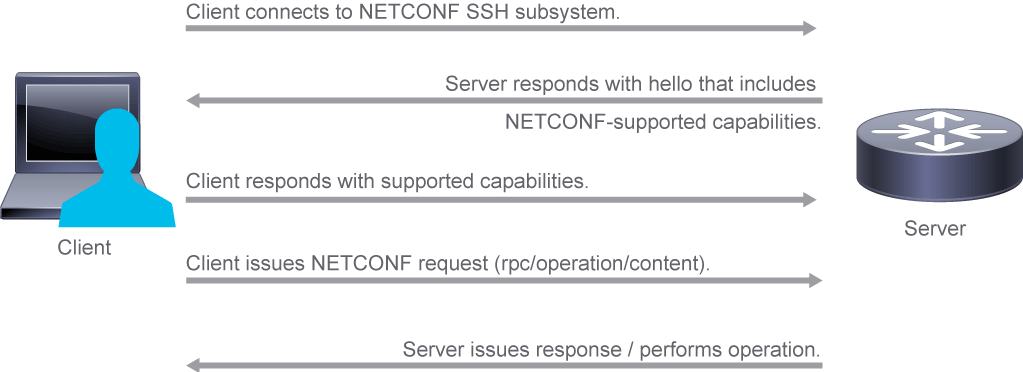 Client connects to NETCONF SSH subsystem.
Server responds with hello that includes
NETCONF-supported capabilities.
Client responds with supported capabilities.
Client
Server
Client issues NETCONF request (rpc/operation/content).
Server issues response / performs operation.